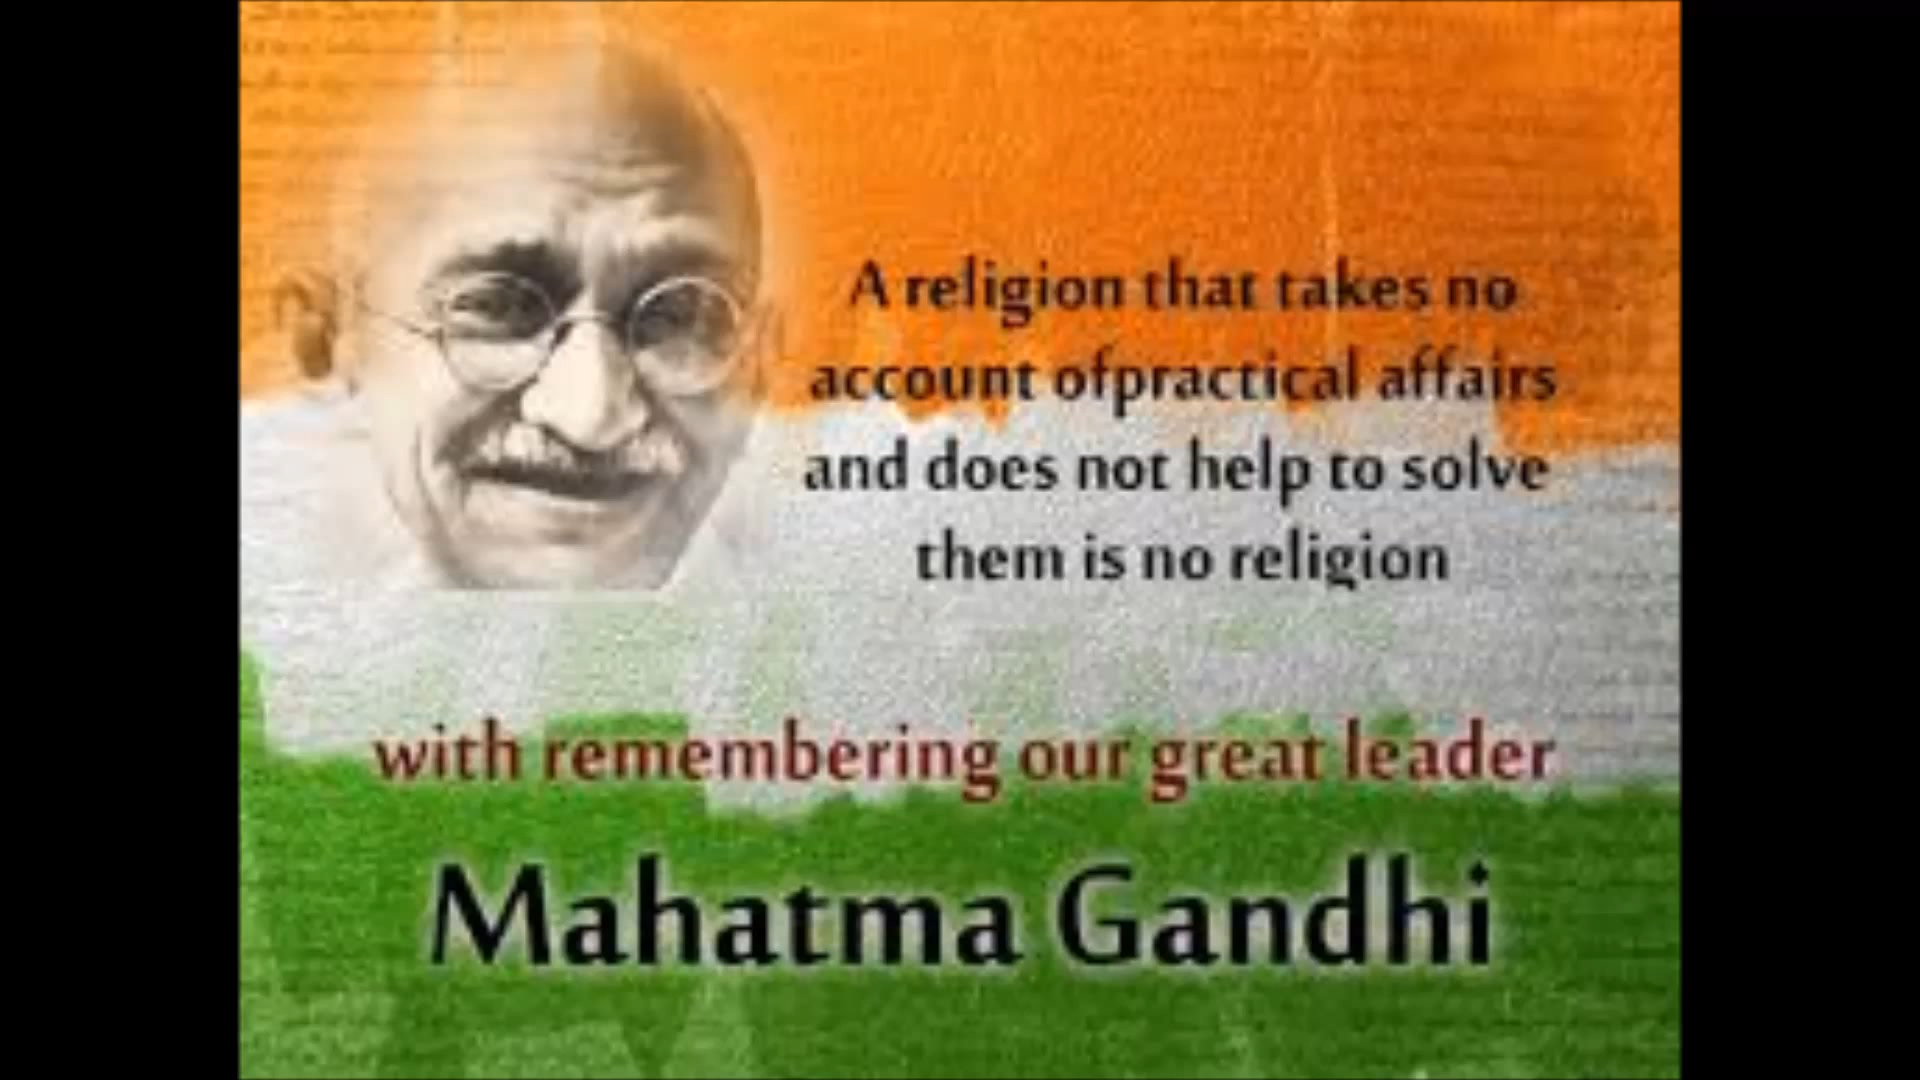 A religion that takes no
account ofpractical affairs
and does not help to solve
them is no religion
with remembering our great leader
Mahatma Gandhi